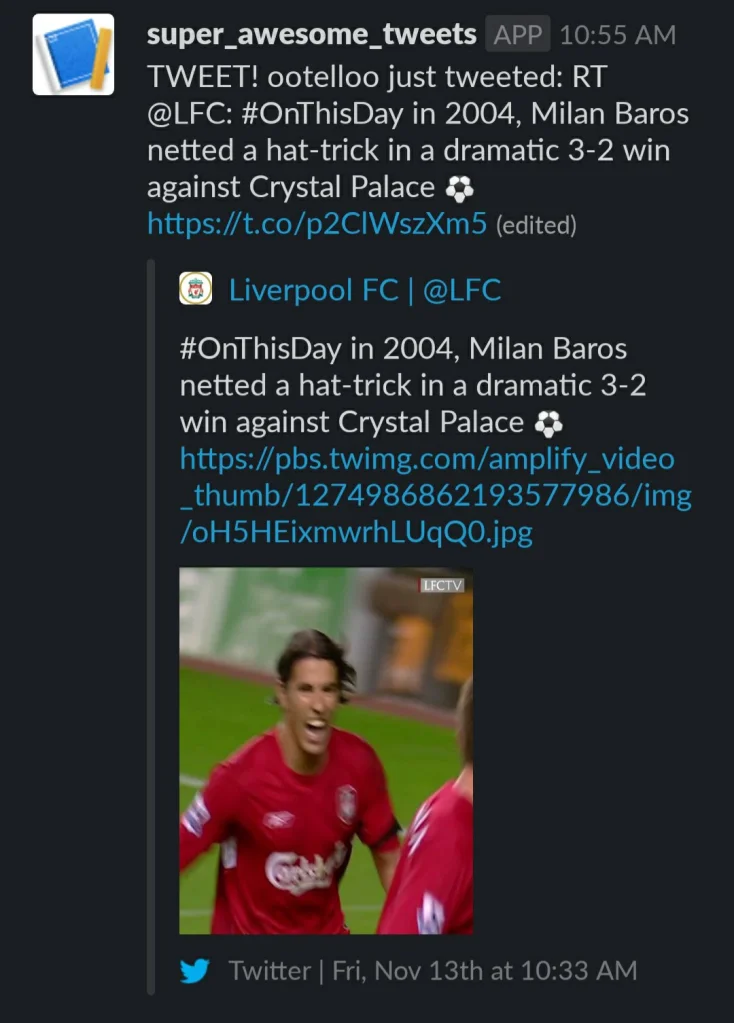 super_awesome_tweets APP 10:55 AM
TWEET! ootelloo just tweeted: RT
@LFC: #OnThisDay in 2004, Milan Baros
netted a hat-trick in a dramatic 3-2 win
against Crystal Palace ⚽
https://t.co/p2ClWszXm5 (edited)
Liverpool FC | @LFC
#OnThisDay in 2004, Milan Baros
netted a hat-trick in a dramatic 3-2
win against Crystal Palace ⚽
https://pbs.twimg.com/amplify_video
_thumb/1274986862193577986/img
/oH5HEixmwrhLUqQ0.jpg
LFCTV
Carlsberg
Twitter | Fri, Nov 13th at 10:33 AM